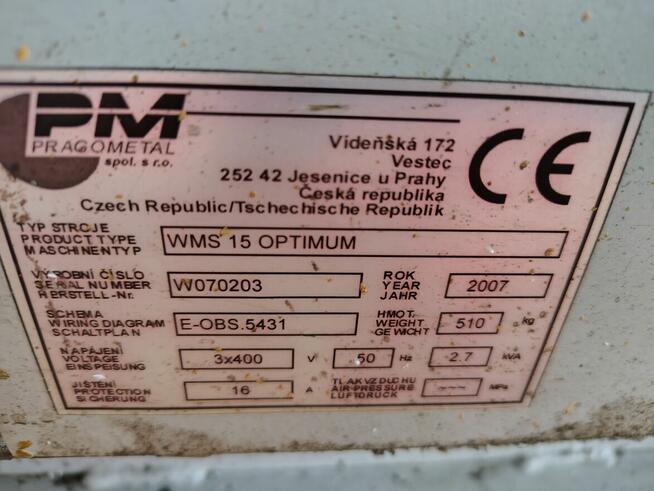 PM
PRAGOMETAL
spol. s r.o.
Vídeňská 172
Vestec
252 42 Jesenice u Prahy
Česká republika
Czech Republic/Tschechische Republik
CE
TYP STROJE
PRODUCT TYPE
MASCHINENTYP
WMS 15 OPTIMUM
VÝROBNÍ ČÍSLO
SERIAL NUMBER
HERSTELL-Nr.
W070203
ROK
YEAR
JAHR
2007
SCHEMA
WIRING DIAGRAM
SCHALTPLAN
E-OBS.5431
HMOT.
WEIGHT
GEWICHT
510 kg
NAPÁJENÍ
VOLTAGE
EINSPEISUNG
3x400 V
50 Hz
2.7 kVA
JIŠTĚNÍ
PROTECTION
SICHERUNG
16 A
TLAK VZDUCHU
AIR-PRESSURE
LUFTDRUCK
--- MPa